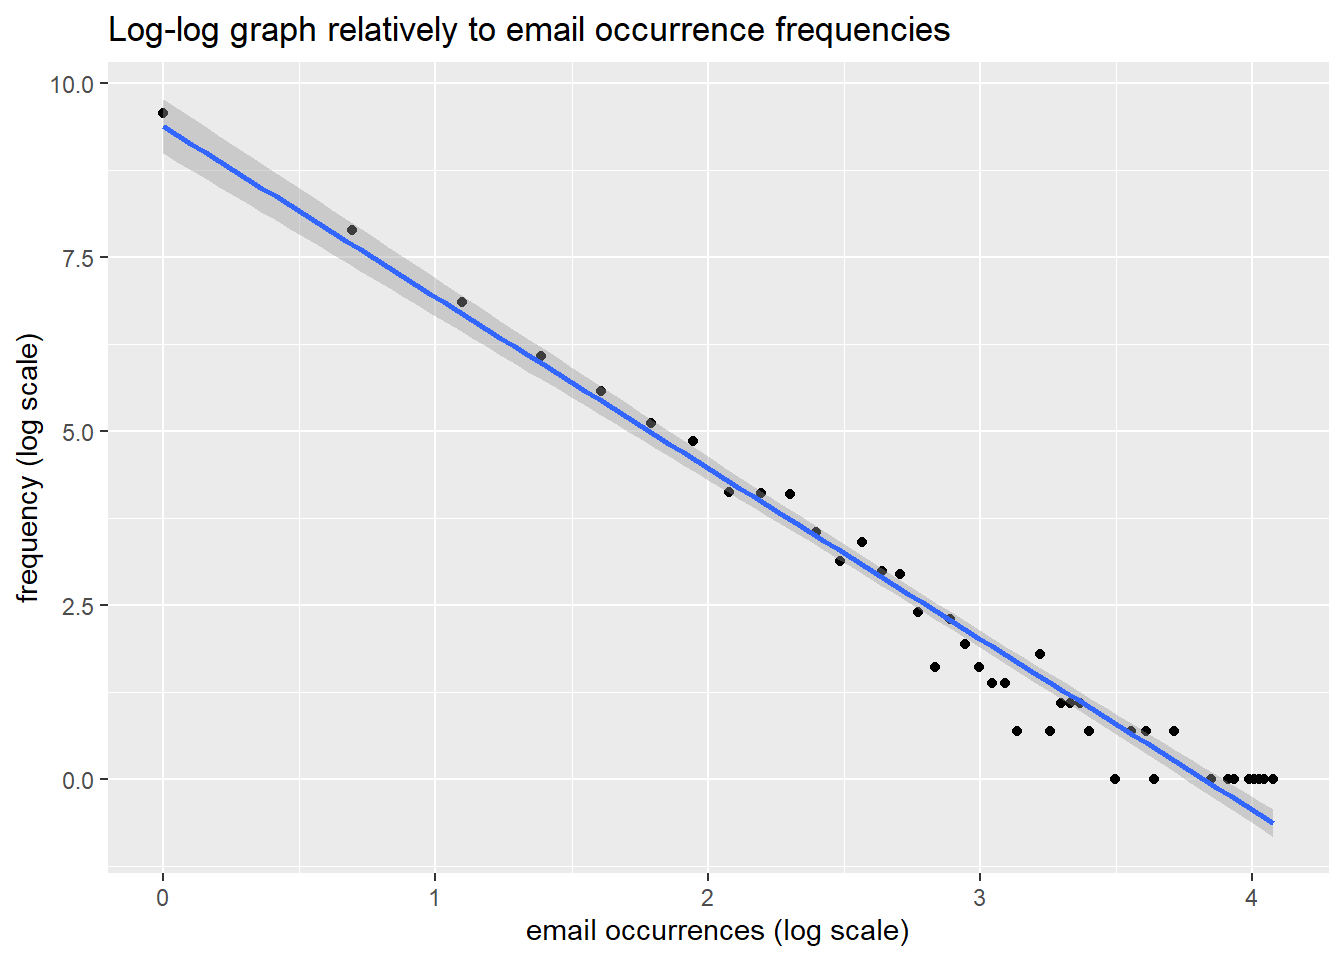 Log-log graph relatively to email occurrence frequencies
10.0
7.5
5.0
2.5
0.0
frequency (log scale)
0 1 2 3 4
email occurrences (log scale)